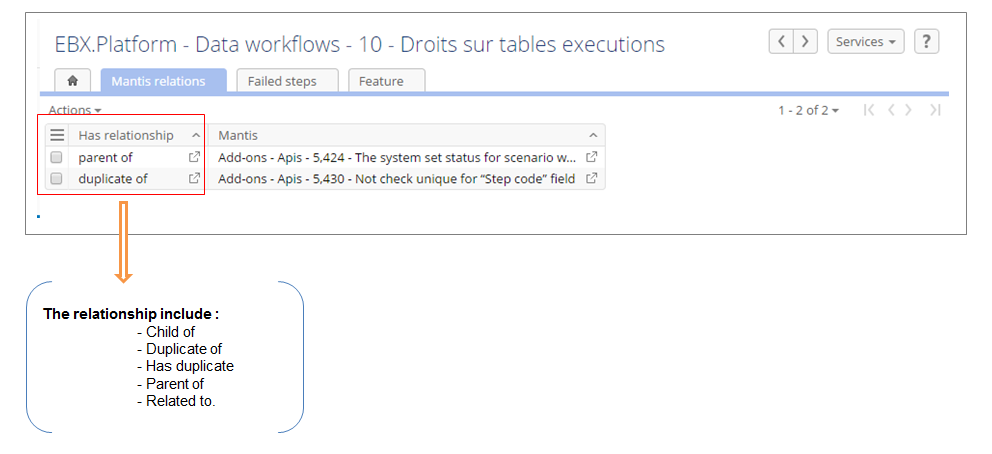 EBX.Platform - Data workflows - 10 - Droits sur tables executions
Services
?
Mantis relations
Failed steps
Feature
Actions
1 - 2 of 2
Has relationship
Mantis
parent of
Add-ons - Apis - 5,424 - The system set status for scenario w...
duplicate of
Add-ons - Apis - 5,430 - Not check unique for “Step code” field
The relationship include :
- Child of
- Duplicate of
- Has duplicate
- Parent of
- Related to.